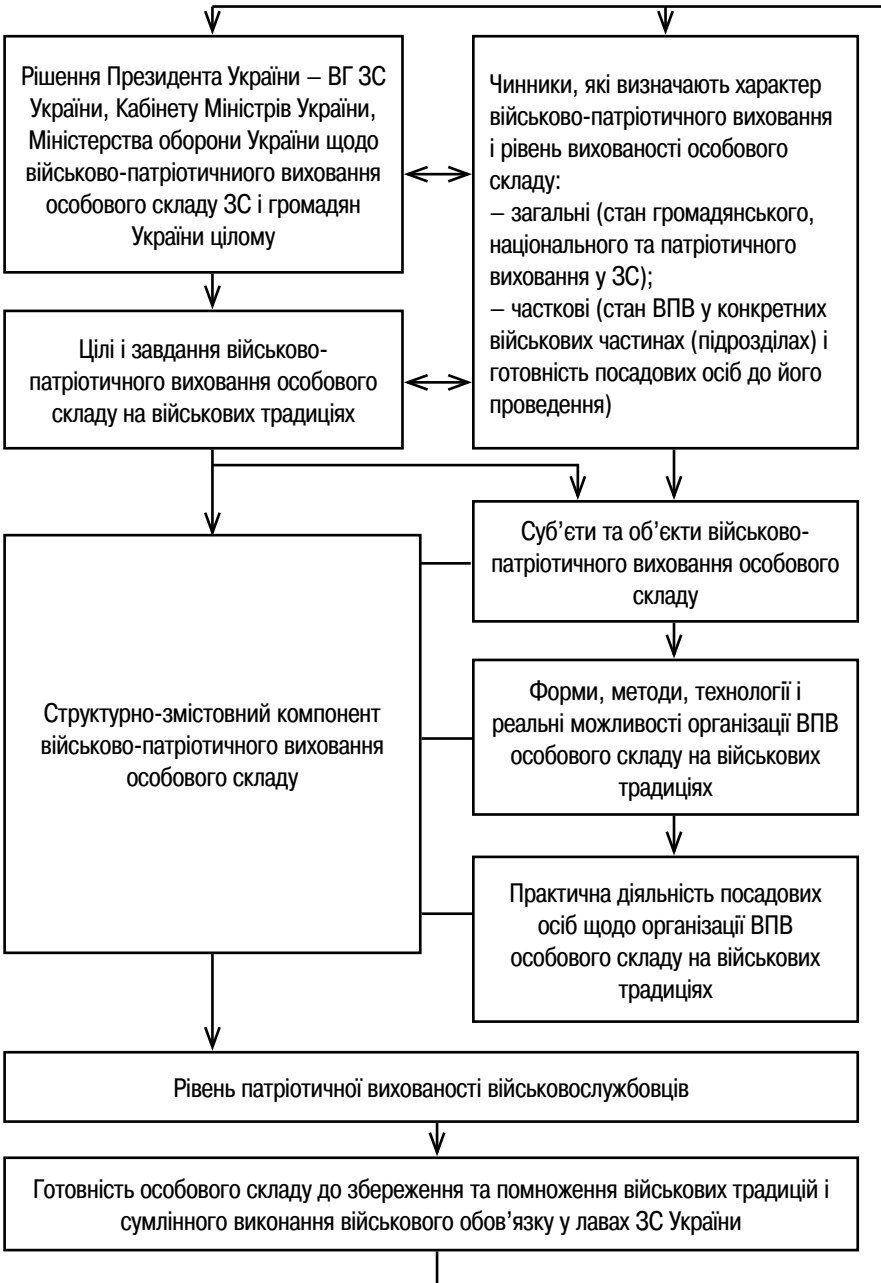 Рішення Президента України – ВГ ЗС
України, Кабінету Міністрів України,
Міністерства оборони України щодо
військово-патріотичниого виховання
особового складу ЗС і громадян
України цілому
Чинники, які визначають характер
військово-патріотичного виховання
і рівень вихованості особового
складу:
– загальні (стан громадянського,
національного та патріотичного
виховання у ЗС);
– часткові (стан ВПВ у конкретних
військових частинах (підрозділах) і
готовність посадових осіб до його
проведення)
Цілі і завдання військово-
патріотичного виховання особового
складу на військових традиціях
Суб’єти та об’єкти військово-
патріотичного виховання особового
складу
Структурно-змістовний компонент
військово-патріотичного виховання
особового складу
Форми, методи, технології і
реальні можливості організації ВПВ
особового складу на військових
традиціях
Практична діяльність посадових
осіб щодо організації ВПВ
особового складу на військових
традиціях
Рівень патріотичної вихованості військовослужбовців
Готовність особового складу до збереження та помноження військових традицій і
сумлінного виконання військового обов’язку у лавах ЗС України